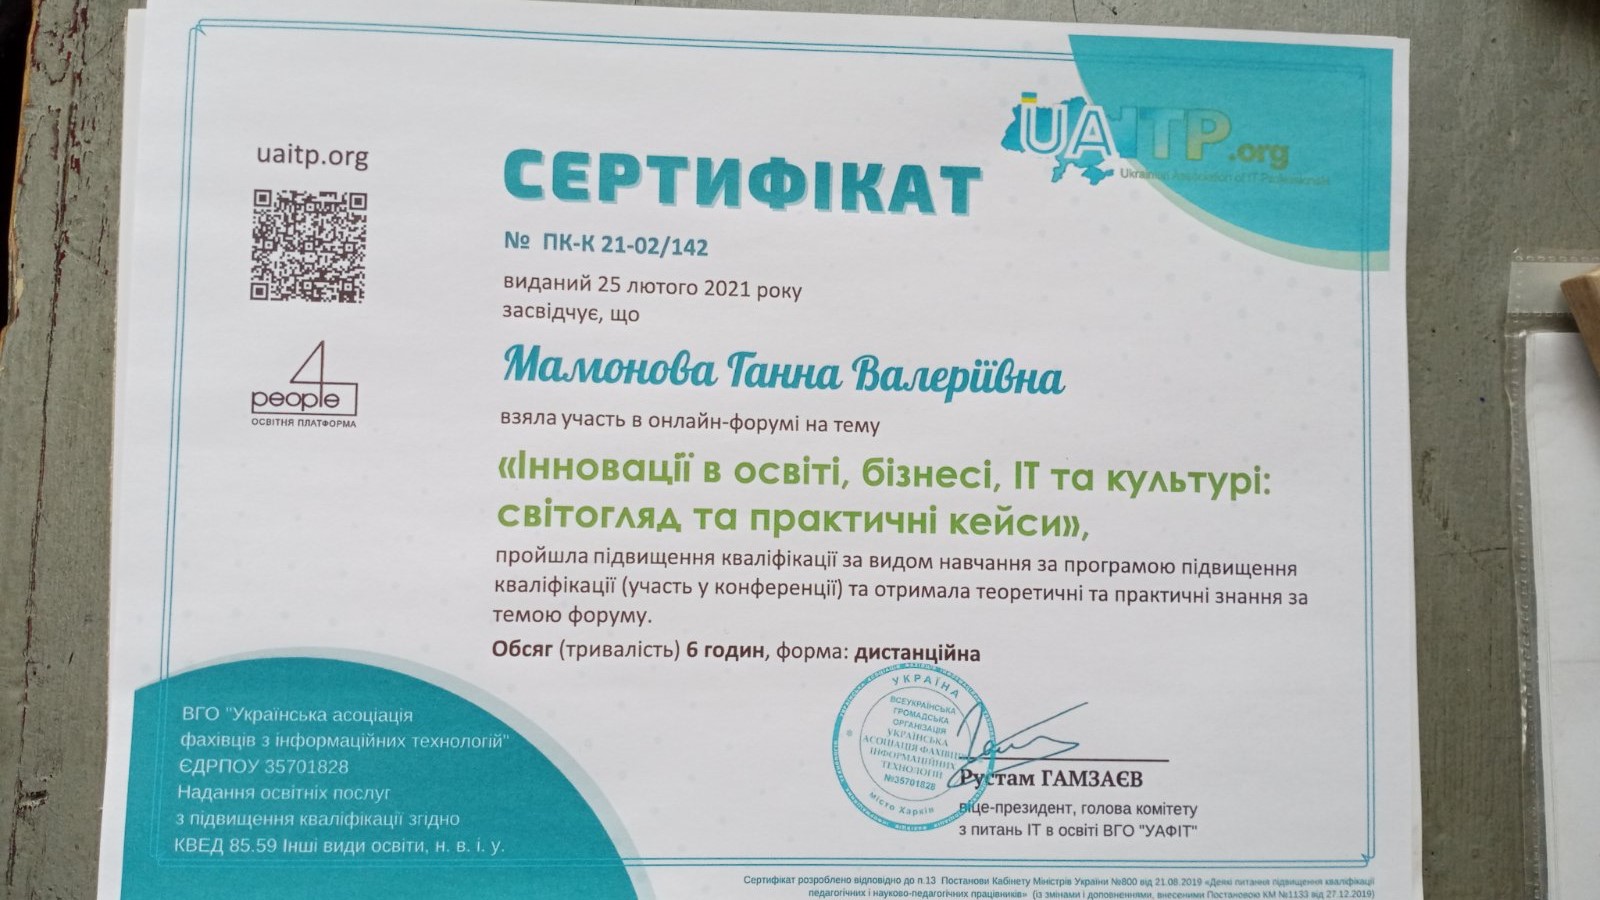 uaitp.org
4
people
ОСВІТНЯ ПЛАТФОРМА
UAITP.org
Ukrainian Association of IT Professionals
СЕРТИФІКАТ
№ ПК-К 21-02/142
виданий 25 лютого 2021 року
засвідчує, що
Мамонова Ганна Валеріївна
взяла участь в онлайн-форумі на тему
«Інновації в освіті, бізнесі, ІТ та культурі:
світогляд та практичні кейси»,
пройшла підвищення кваліфікації за видом навчання за програмою підвищення
кваліфікації (участь у конференції) та отримала теоретичні та практичні знання за
темою форуму.
Обсяг (тривалість) 6 годин, форма: дистанційна
ВГО "Українська асоціація
фахівців з інформаційних технологій"
ЄДРПОУ 35701828
Надання освітніх послуг
з підвищення кваліфікації згідно
КВЕД 85.59 Інші види освіти, н. в. і. у.
УКРАЇНА
ВСЕУКРАЇНСЬКА
ГРОМАДСЬКА
ОРГАНІЗАЦІЯ
УКРАЇНСЬКА
АСОЦІАЦІЯ ФАХІВЦІВ
ІНФОРМАЦІЙНИХ
ТЕХНОЛОГІЙ
№35701828
місто Харків
Рустам ГАМЗАЄВ
віце-президент, голова комітету
з питань ІТ в освіті ВГО "УАФІТ"
Сертифікат розроблено відповідно до п.13 Постанови Кабінету Міністрів України №800 від 21.08.2019 «Деякі питання підвищення кваліфікації
педагогічних і науково-педагогічних працівників» (із змінами і доповненнями, внесеними Постановою КМ №1133 від 27.12.2019)